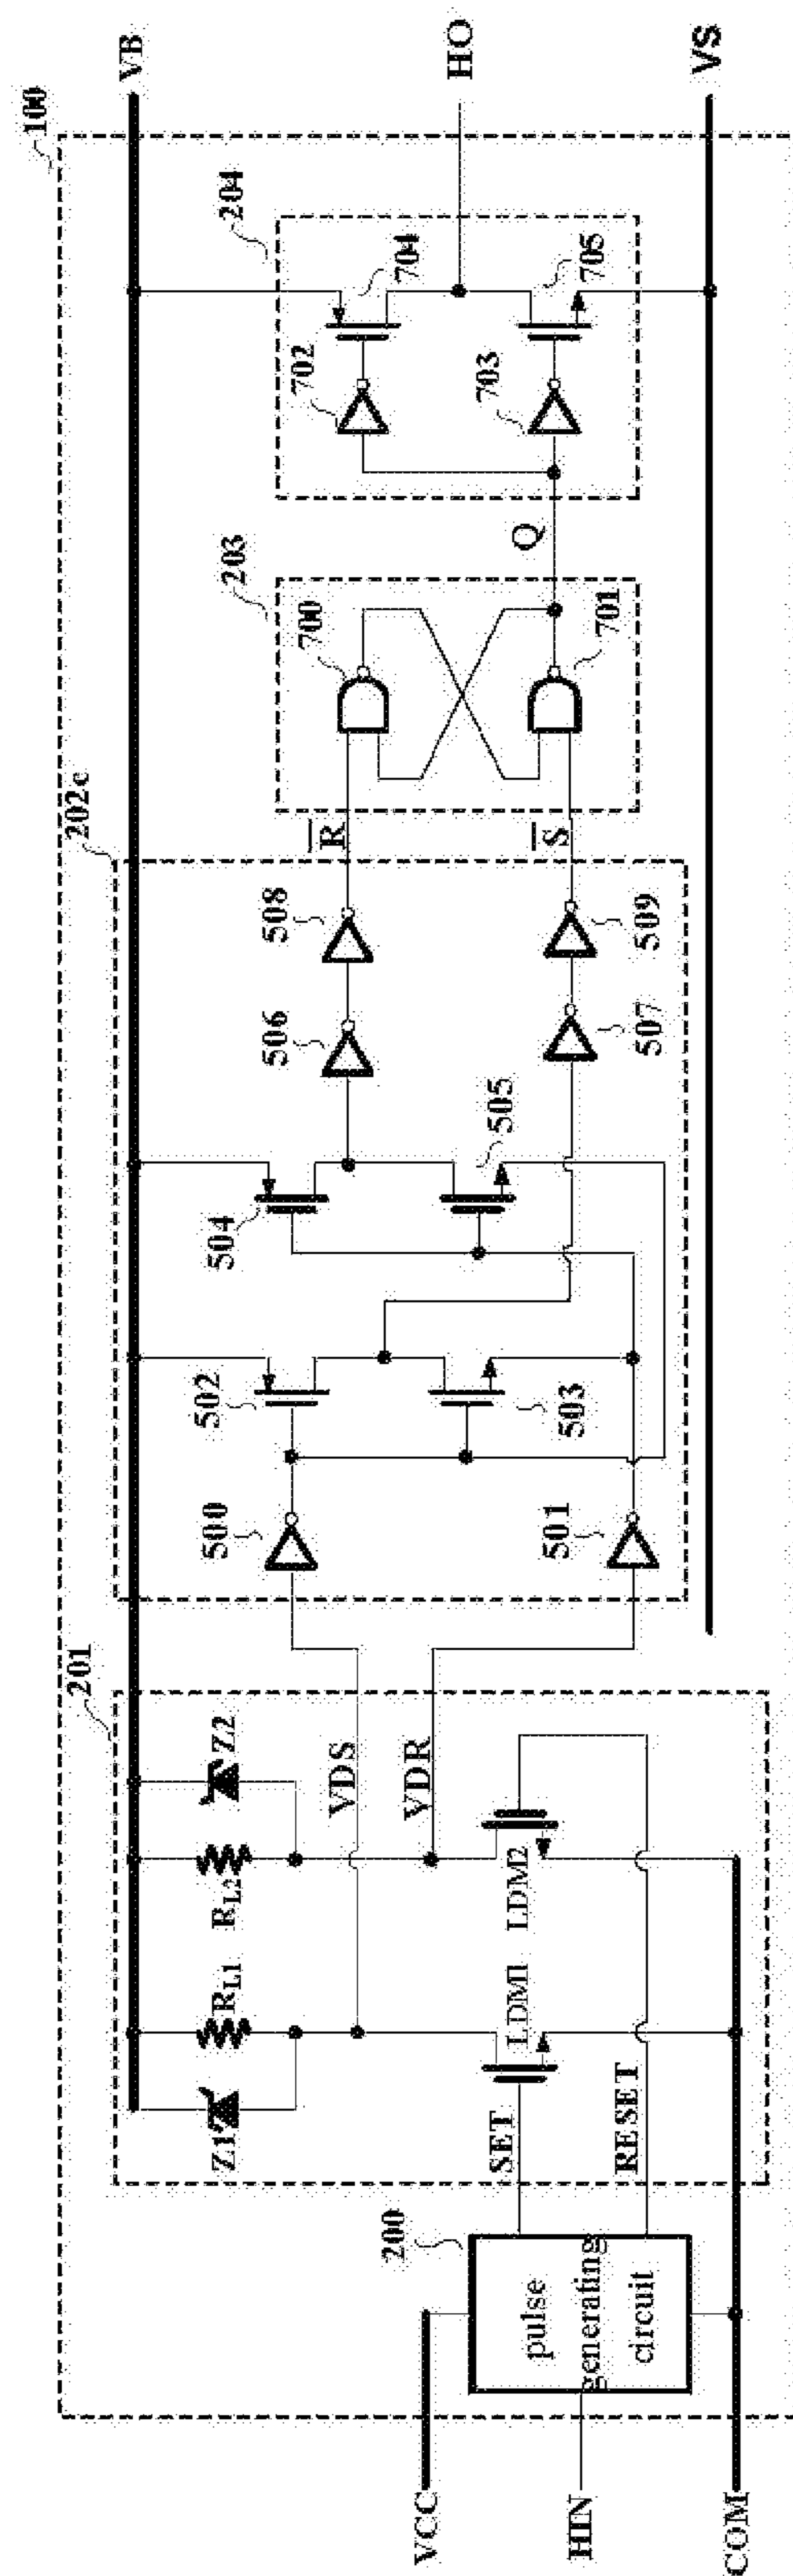 100
VB
HO
VS
204
704
702
705
703
Q
203
700
701
202c
R
S
508
506
509
507
505
504
502
503
500
501
201
Z2
RL2
VDS
VDR
LDM2
RL1
Z1
LDM1
SET
RESET
200
pulse
generating
circuit
VCC
HIN
COM